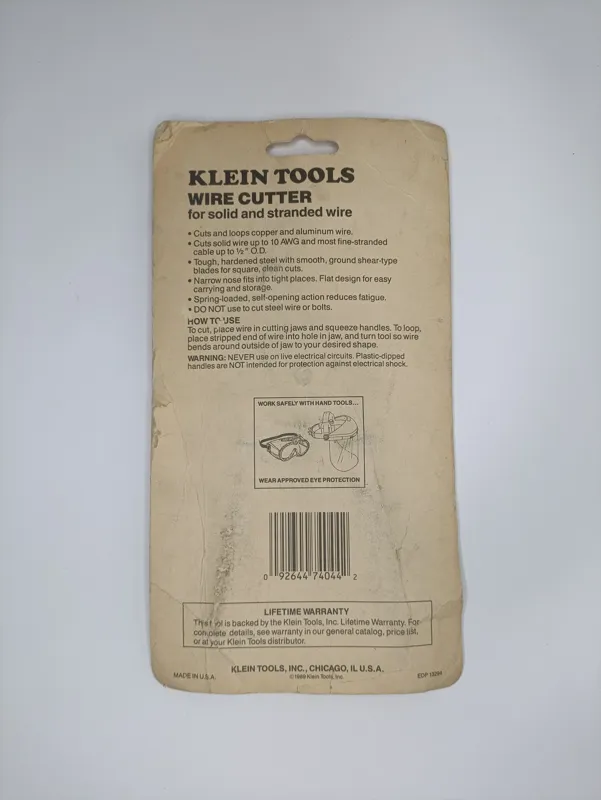 KLEIN TOOLS
WIRE CUTTER
for solid and stranded wire
• Cuts and loops copper and aluminum wire.
• Cuts solid wire up to 10 AWG and most fine-stranded
cable up to ½" O.D.
• Tough, hardened steel with smooth, ground shear-type
blades for square, clean cuts.
• Narrow nose fits into tight places. Flat design for easy
carrying and storage.
• Spring-loaded, self-opening action reduces fatigue.
• DO NOT use to cut steel wire or bolts.
HOW TO USE
To cut, place wire in cutting jaws and squeeze handles. To loop,
place stripped end of wire into hole in jaw, and turn tool so wire
bends around outside of jaw to your desired shape.
WARNING: NEVER use on live electrical circuits. Plastic-dipped
handles are NOT intended for protection against electrical shock.
WORK SAFELY WITH HAND TOOLS...
WEAR APPROVED EYE PROTECTION
0 92644 74044 2
LIFETIME WARRANTY
This tool is backed by the Klein Tools, Inc. Lifetime Warranty. For
complete details, see warranty in our general catalog, price list,
or at your Klein Tools distributor.
KLEIN TOOLS, INC., CHICAGO, IL U.S.A.
MADE IN U.S.A.
Klein Tools, Inc.
EDP